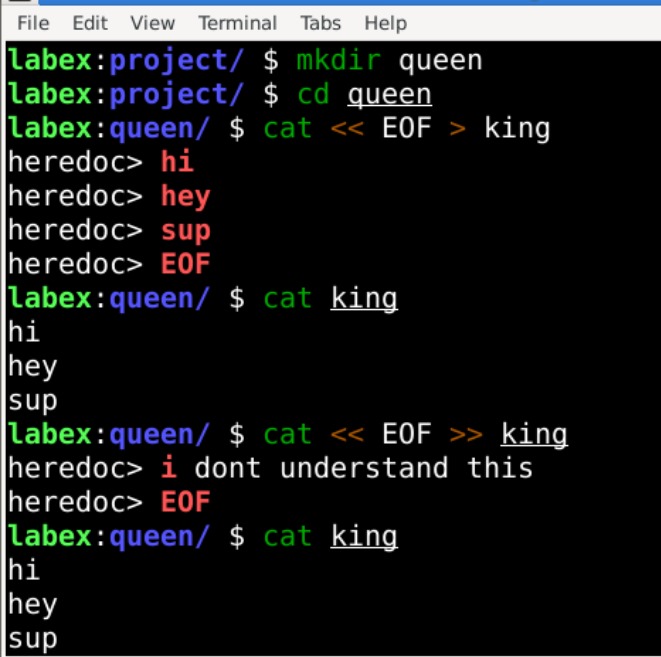 File Edit View Terminal Tabs Help
labex:project/ $ mkdir queen
labex:project/ $ cd queen
labex:queen/ $ cat << EOF > king
heredoc> hi
heredoc> hey
heredoc> sup
heredoc> EOF
labex:queen/ $ cat king
hi
hey
sup
labex:queen/ $ cat << EOF >> king
heredoc> i dont understand this
heredoc> EOF
labex:queen/ $ cat king
hi
hey
sup